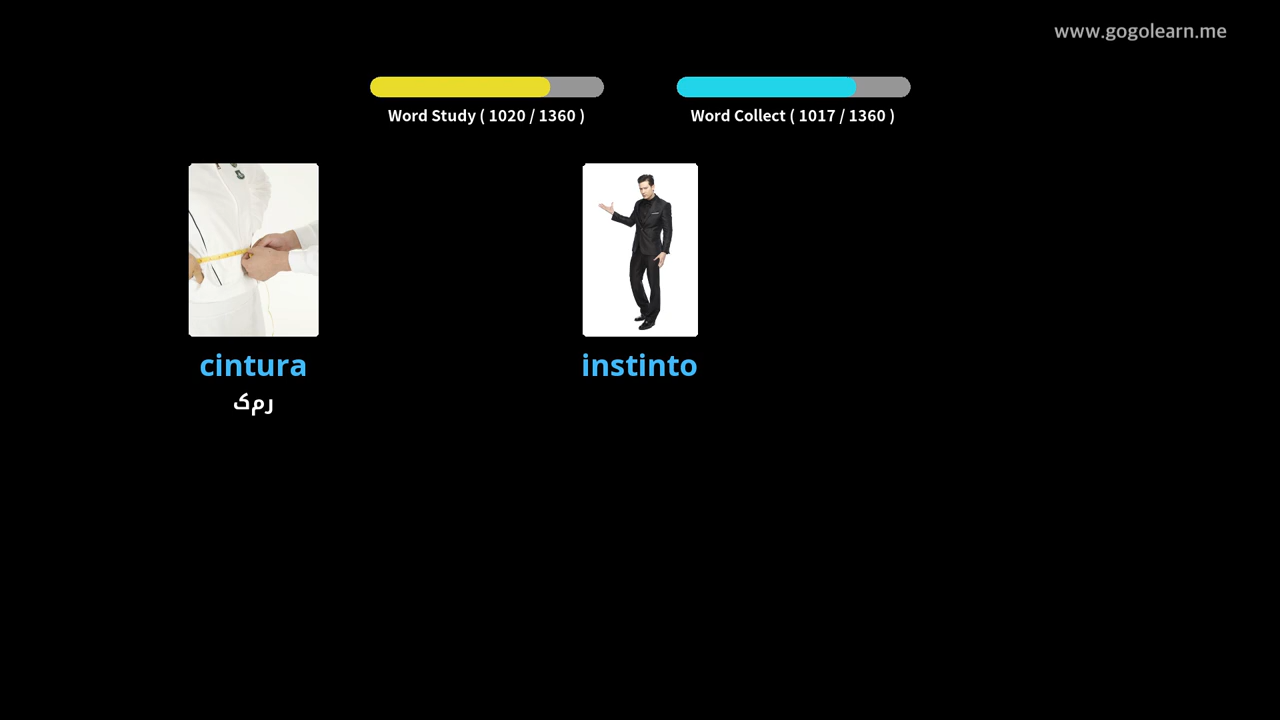 www.gogolearn.me
Word Study ( 1020 / 1360 )
Word Collect ( 1017 / 1360 )
cintura
کمر
instinto